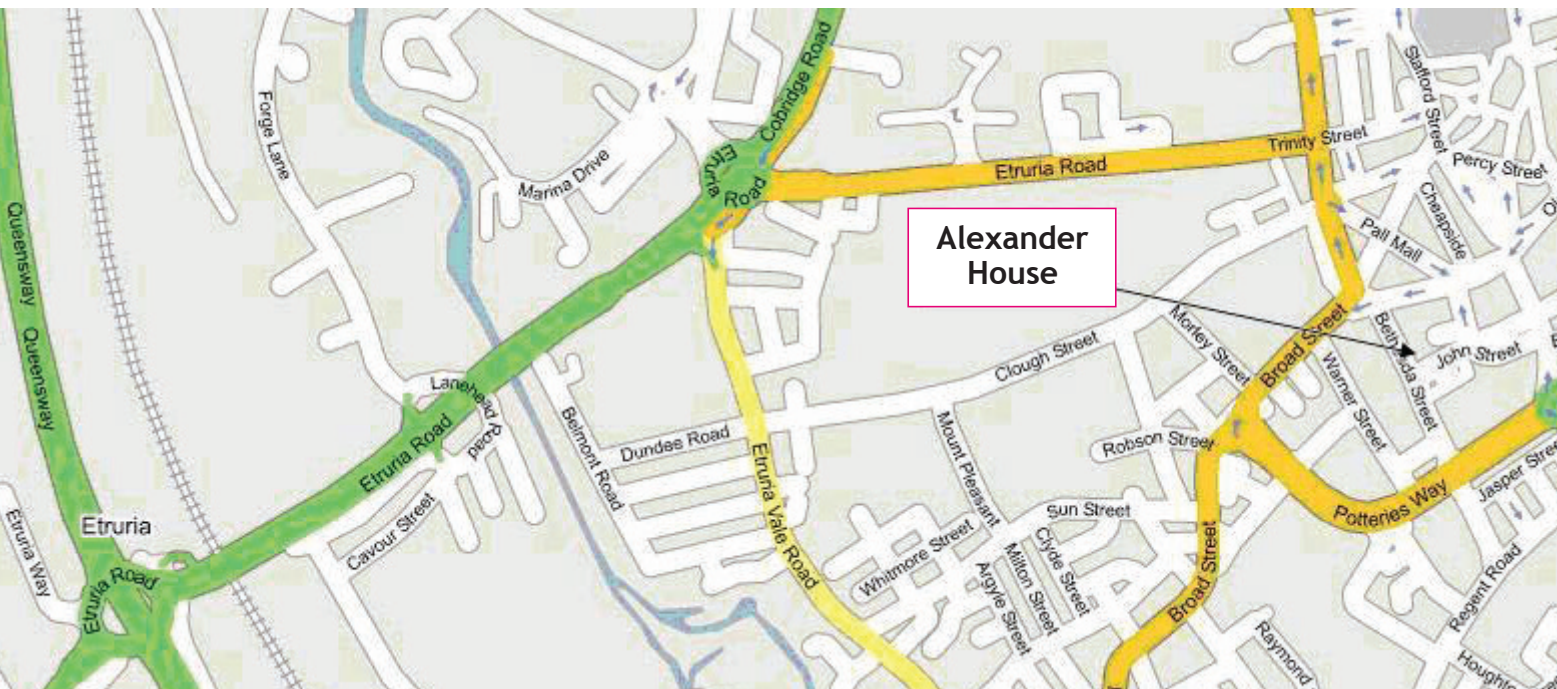 Cobridge Road
Stafford Street
Forge Lane
Etruria
Road
Marina Drive
Etruria Road
Trinity Street
Percy Street
Cheapside
Pall Mall
Queensway
Queensway
Alexander
House
Morley Street
Broad Street
Bethesda Street
John Street
Warner Street
Clough Street
Lanehead Road
Etruria Road
Belmont Road
Dundee Road
Mount Pleasant
Robson Street
Etruria Vale Road
Potteries Way
Jasper Stree
Sun Street
Etruria
Etruria Way
Cavour Street
Whitmore Street
Clyde Street
Milton Street
Argyle Street
Broad Street
Regent Road
Etruria Road
Raymond
Hought